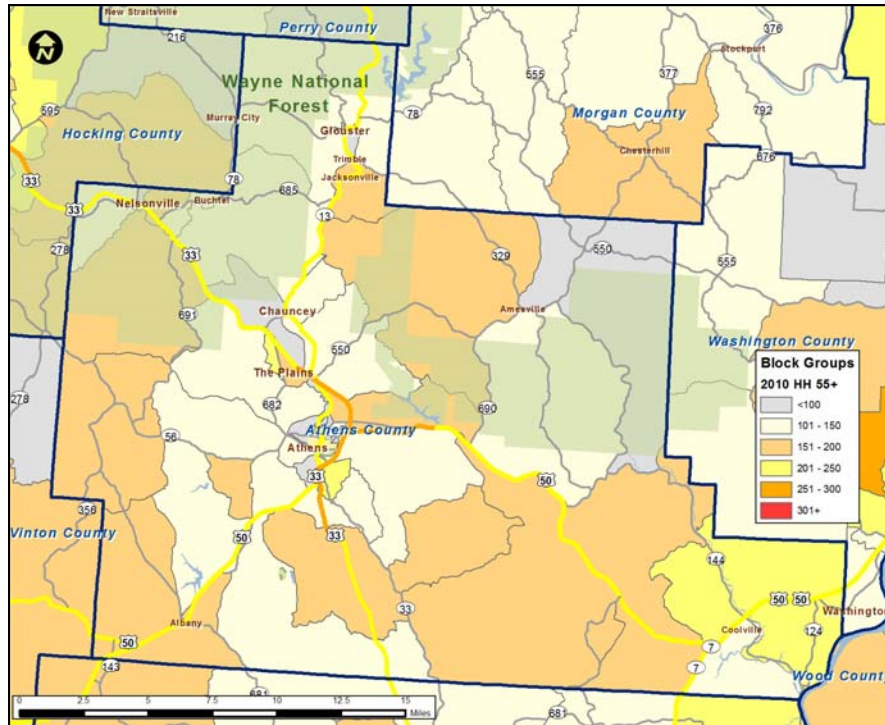 New Straitsville
Perry County
216
376
Stockport
555
377
Wayne National
Forest
595
78
792
Morgan County
Murray City
Glouster
Hocking County
Chesterhill
Trimble
676
33
Jacksonville
78
685
33
Nelsonville
Buchtel
13
278
33
329
550
555
691
Chauncey
Amesville
Washington County
Block Groups
2010 HH 55+
<100
101 - 150
151 - 200
201 - 250
251 - 300
301+
550
The Plains
278
682
690
Athens County
56
Athens
33
50
356
Vinton County
50
33
144
50
50
33
Washington
Albany
Coolville
124
50
7
143
7
Wood County
681
681
0
2.5
5
7.5
10
12.5
15
Miles
N